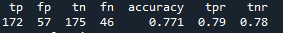 tp fp tn fn accuracy tpr tnr
172 57 175 46 0.771 0.79 0.78